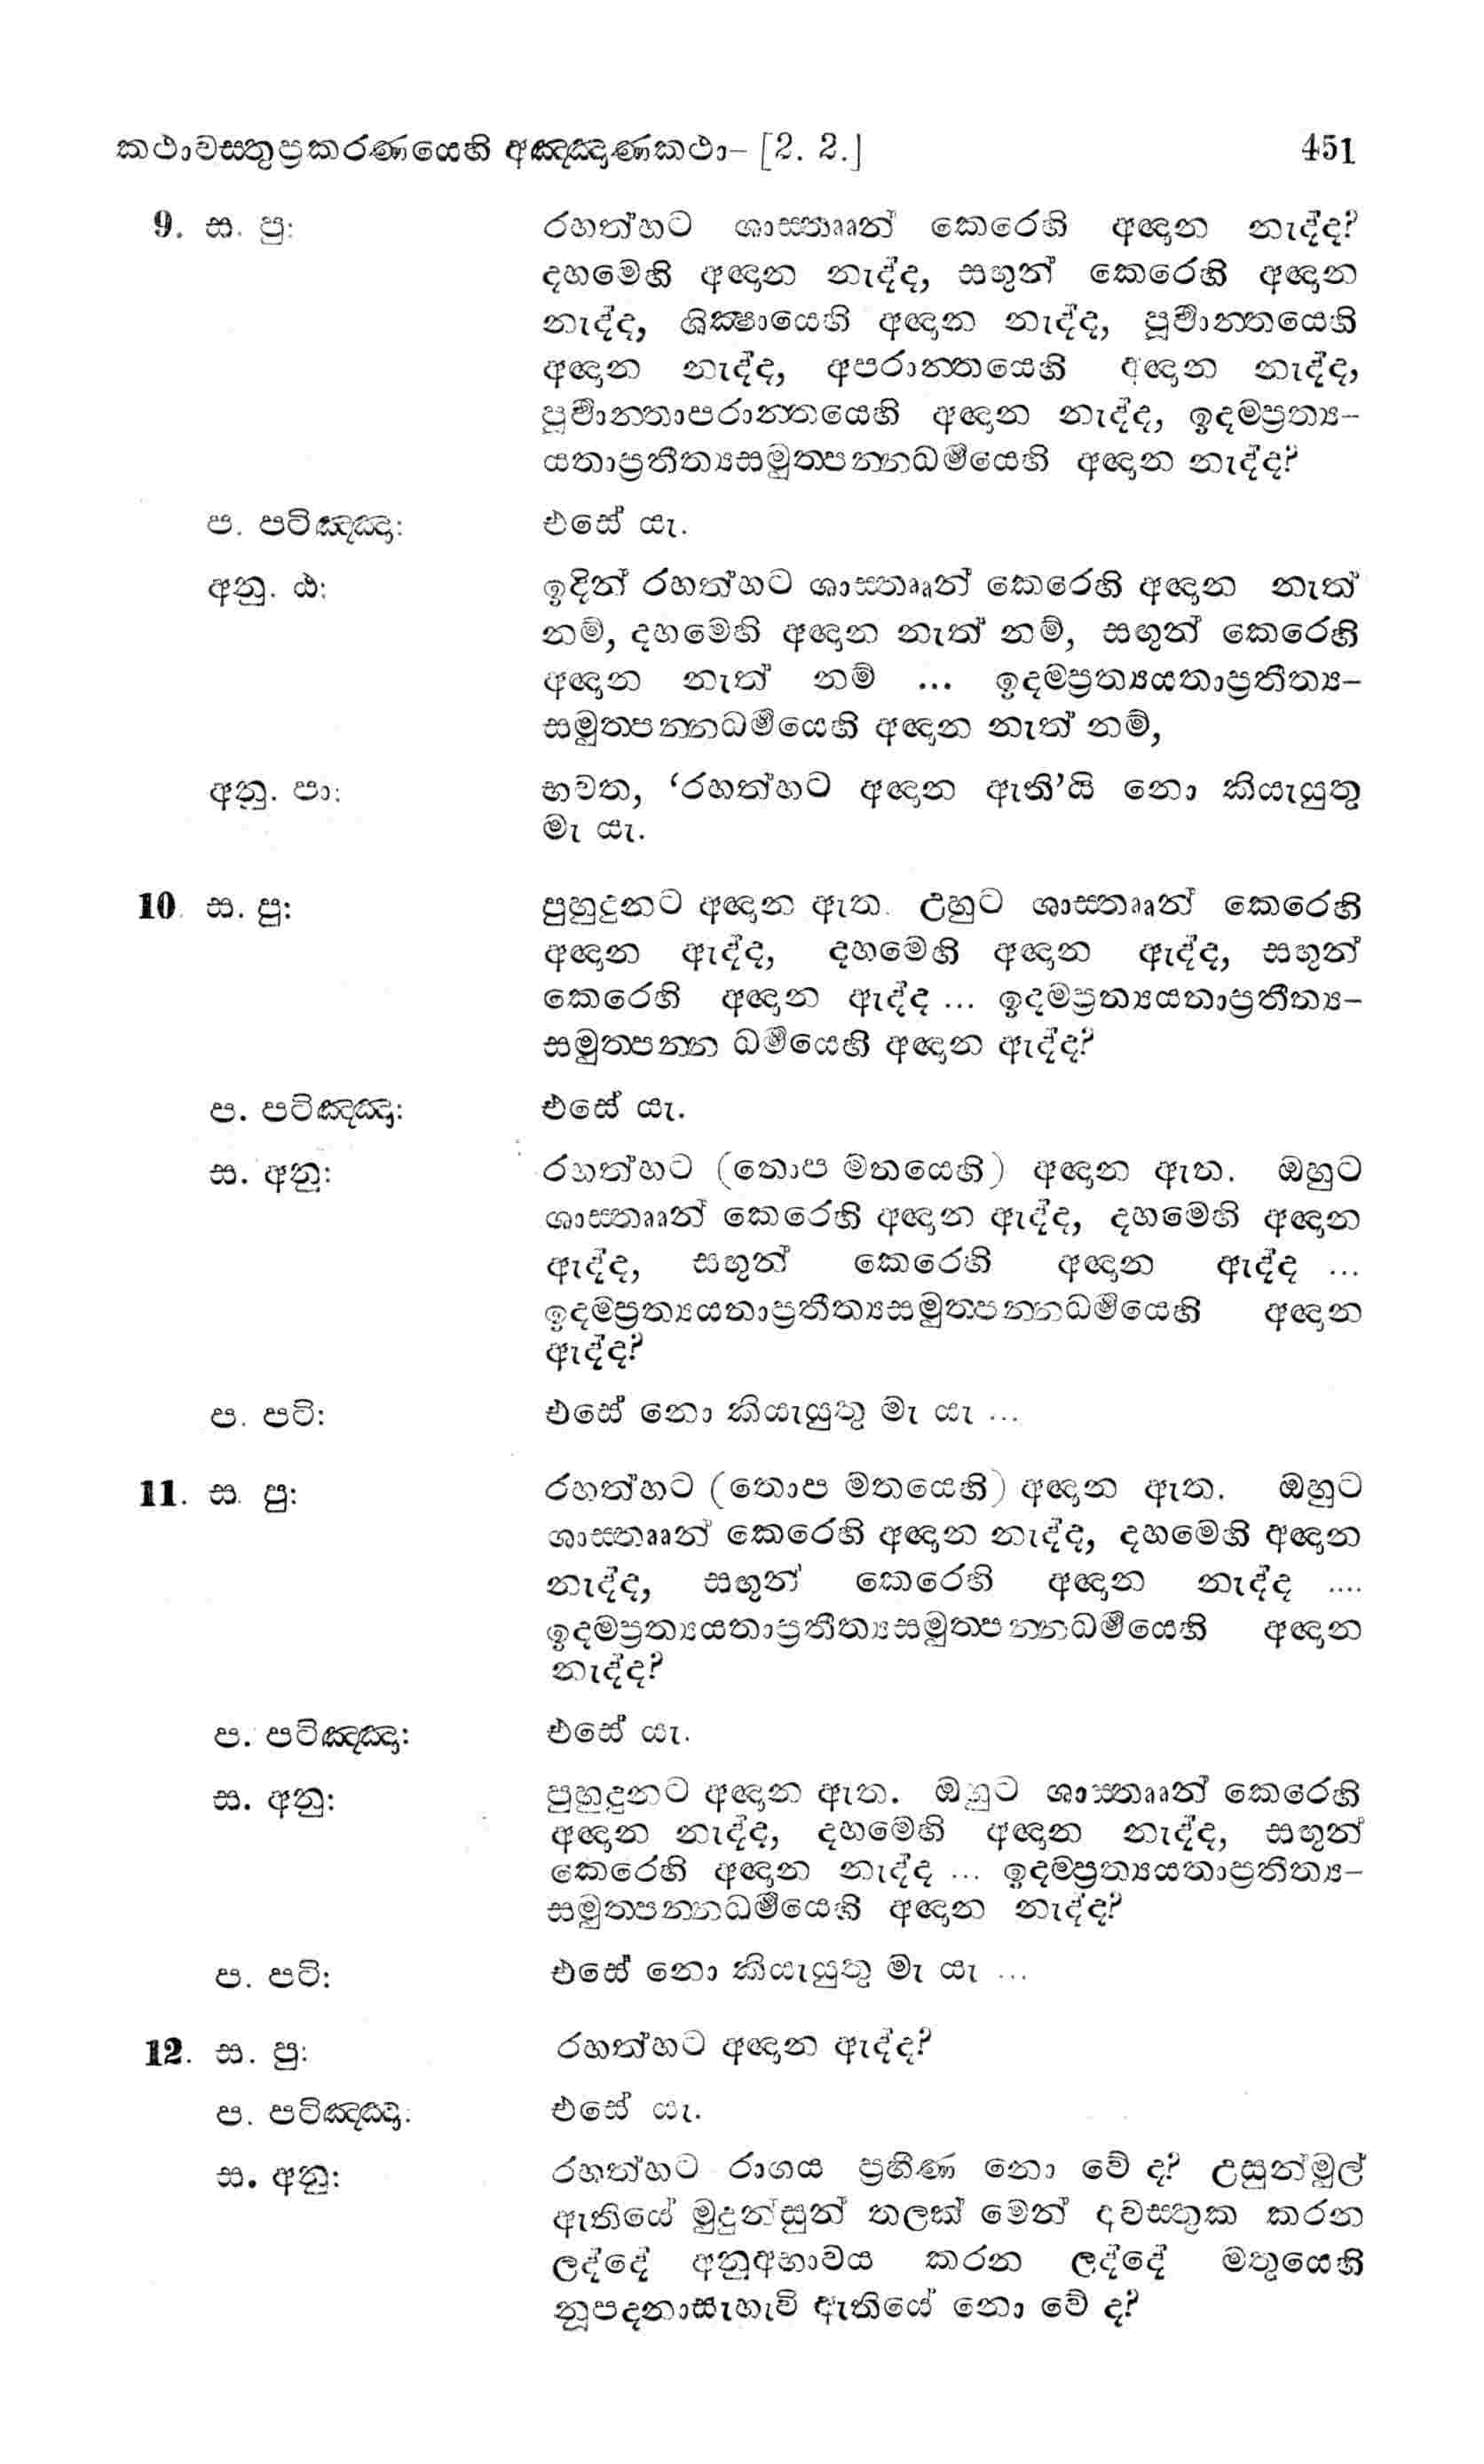 කථාවස්තුප්‍රකරණයෙහි අඤ්ඤාණකථා– [2. 2.] 451
9. ස. පු: රහත්හට ශාස්තෲන් කෙරෙහි අඥාන නැද්ද?
දහමෙහි අඥාන නැද්ද, සඟුන් කෙරෙහි අඥාන
නැද්ද, ශික්‍ෂායෙහි අඥාන නැද්ද, පූර්‍වාන්තයෙහි
අඥාන නැද්ද, අපරාන්තයෙහි අඥාන නැද්ද,
පූර්‍වාන්තාපරාන්තයෙහි අඥාන නැද්ද, ඉදම්ප්‍රත්‍ය–
යතාප්‍රතීත්‍යසමුත්පන්නධර්‍මයෙහි අඥාන නැද්ද?
ප. පටිඤ්ඤා: එසේ යැ.
අනු. ඨ: ඉදින් රහත්හට ශාස්තෲන් කෙරෙහි අඥාන නැත්
නම්, දහමෙහි අඥාන නැත් නම්, සඟුන් කෙරෙහි
අඥාන නැත් නම් ... ඉදම්ප්‍රත්‍යයතාප්‍රතීත්‍ය–
සමුත්පන්නධර්‍මයෙහි අඥාන නැත් නම්,
අනු. පා: භවත, ‘රහත්හට අඥාන ඇති’යි නො කියැයුතු
මැ යැ.
10. ස. පු: පුහුදුනට අඥාන ඇත. උහුට ශාස්තෲන් කෙරෙහි
අඥාන ඇද්ද, දහමෙහි අඥාන ඇද්ද, සඟුන්
කෙරෙහි අඥාන ඇද්ද ... ඉදම්ප්‍රත්‍යයතාප්‍රතීත්‍ය–
සමුත්පන්න ධර්‍මයෙහි අඥාන ඇද්ද?
ප. පටිඤ්ඤා: එසේ යැ.
ස. අනු: රහත්හට (තොප මතයෙහි) අඥාන ඇත. ඔහුට
ශාස්තෲන් කෙරෙහි අඥාන ඇද්ද, දහමෙහි අඥාන
ඇද්ද, සඟුන් කෙරෙහි අඥාන ඇද්ද ...
ඉදම්ප්‍රත්‍යයතාප්‍රතීත්‍යසමුත්පන්නධර්‍මයෙහි අඥාන
ඇද්ද?
ප. පටි: එසේ නො කියැයුතු මැ යැ ...
11. ස. පු: රහත්හට (තොප මතයෙහි) අඥාන ඇත. ඔහුට
ශාස්තෲන් කෙරෙහි අඥාන නැද්ද, දහමෙහි අඥාන
නැද්ද, සඟුන් කෙරෙහි අඥාන නැද්ද ....
ඉදම්ප්‍රත්‍යයතාප්‍රතීත්‍යසමුත්පන්නධර්‍මයෙහි අඥාන
නැද්ද?
ප. පටිඤ්ඤා: එසේ යැ.
ස. අනු: පුහුදුනට අඥාන ඇත. ඔහුට ශාස්තෲන් කෙරෙහි
අඥාන නැද්ද, දහමෙහි අඥාන නැද්ද, සඟුන්
කෙරෙහි අඥාන නැද්ද ... ඉදම්ප්‍රත්‍යයතාප්‍රතීත්‍ය–
සමුත්පන්නධර්‍මයෙහි අඥාන නැද්ද?
ප. පටි: එසේ නො කියැයුතු මැ යැ ...
12. ස. පු: රහත්හට අඥාන ඇද්ද?
ප. පටිඤ්ඤා: එසේ යැ.
ස. අනු: රහත්හට රාගය ප්‍රහීණ නො වේ ද? උසුන්මුල්
ඇතියේ මුදුන්සුන් තලක් මෙන් අවස්තුක කරන
ලද්දේ අනුඅභාවය කරන ලද්දේ මතුයෙහි
නූපදනාසැහැවි ඇතියේ නො වේ ද?